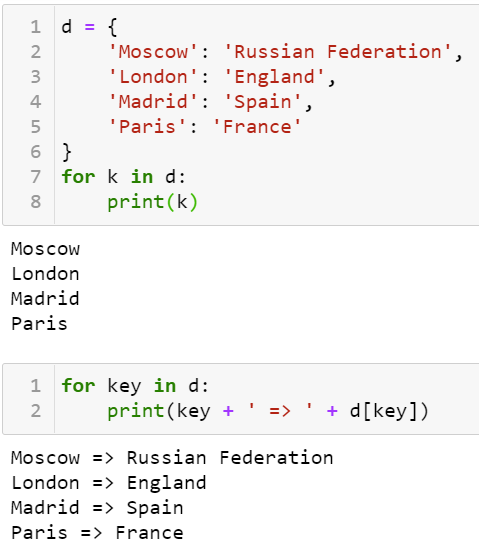 1 d = {
2     'Moscow': 'Russian Federation',
3     'London': 'England',
4     'Madrid': 'Spain',
5     'Paris': 'France'
6 }
7 for k in d:
8     print(k)
Moscow
London
Madrid
Paris
1 for key in d:
2     print(key + ' => ' + d[key])
Moscow => Russian Federation
London => England
Madrid => Spain
Paris => France